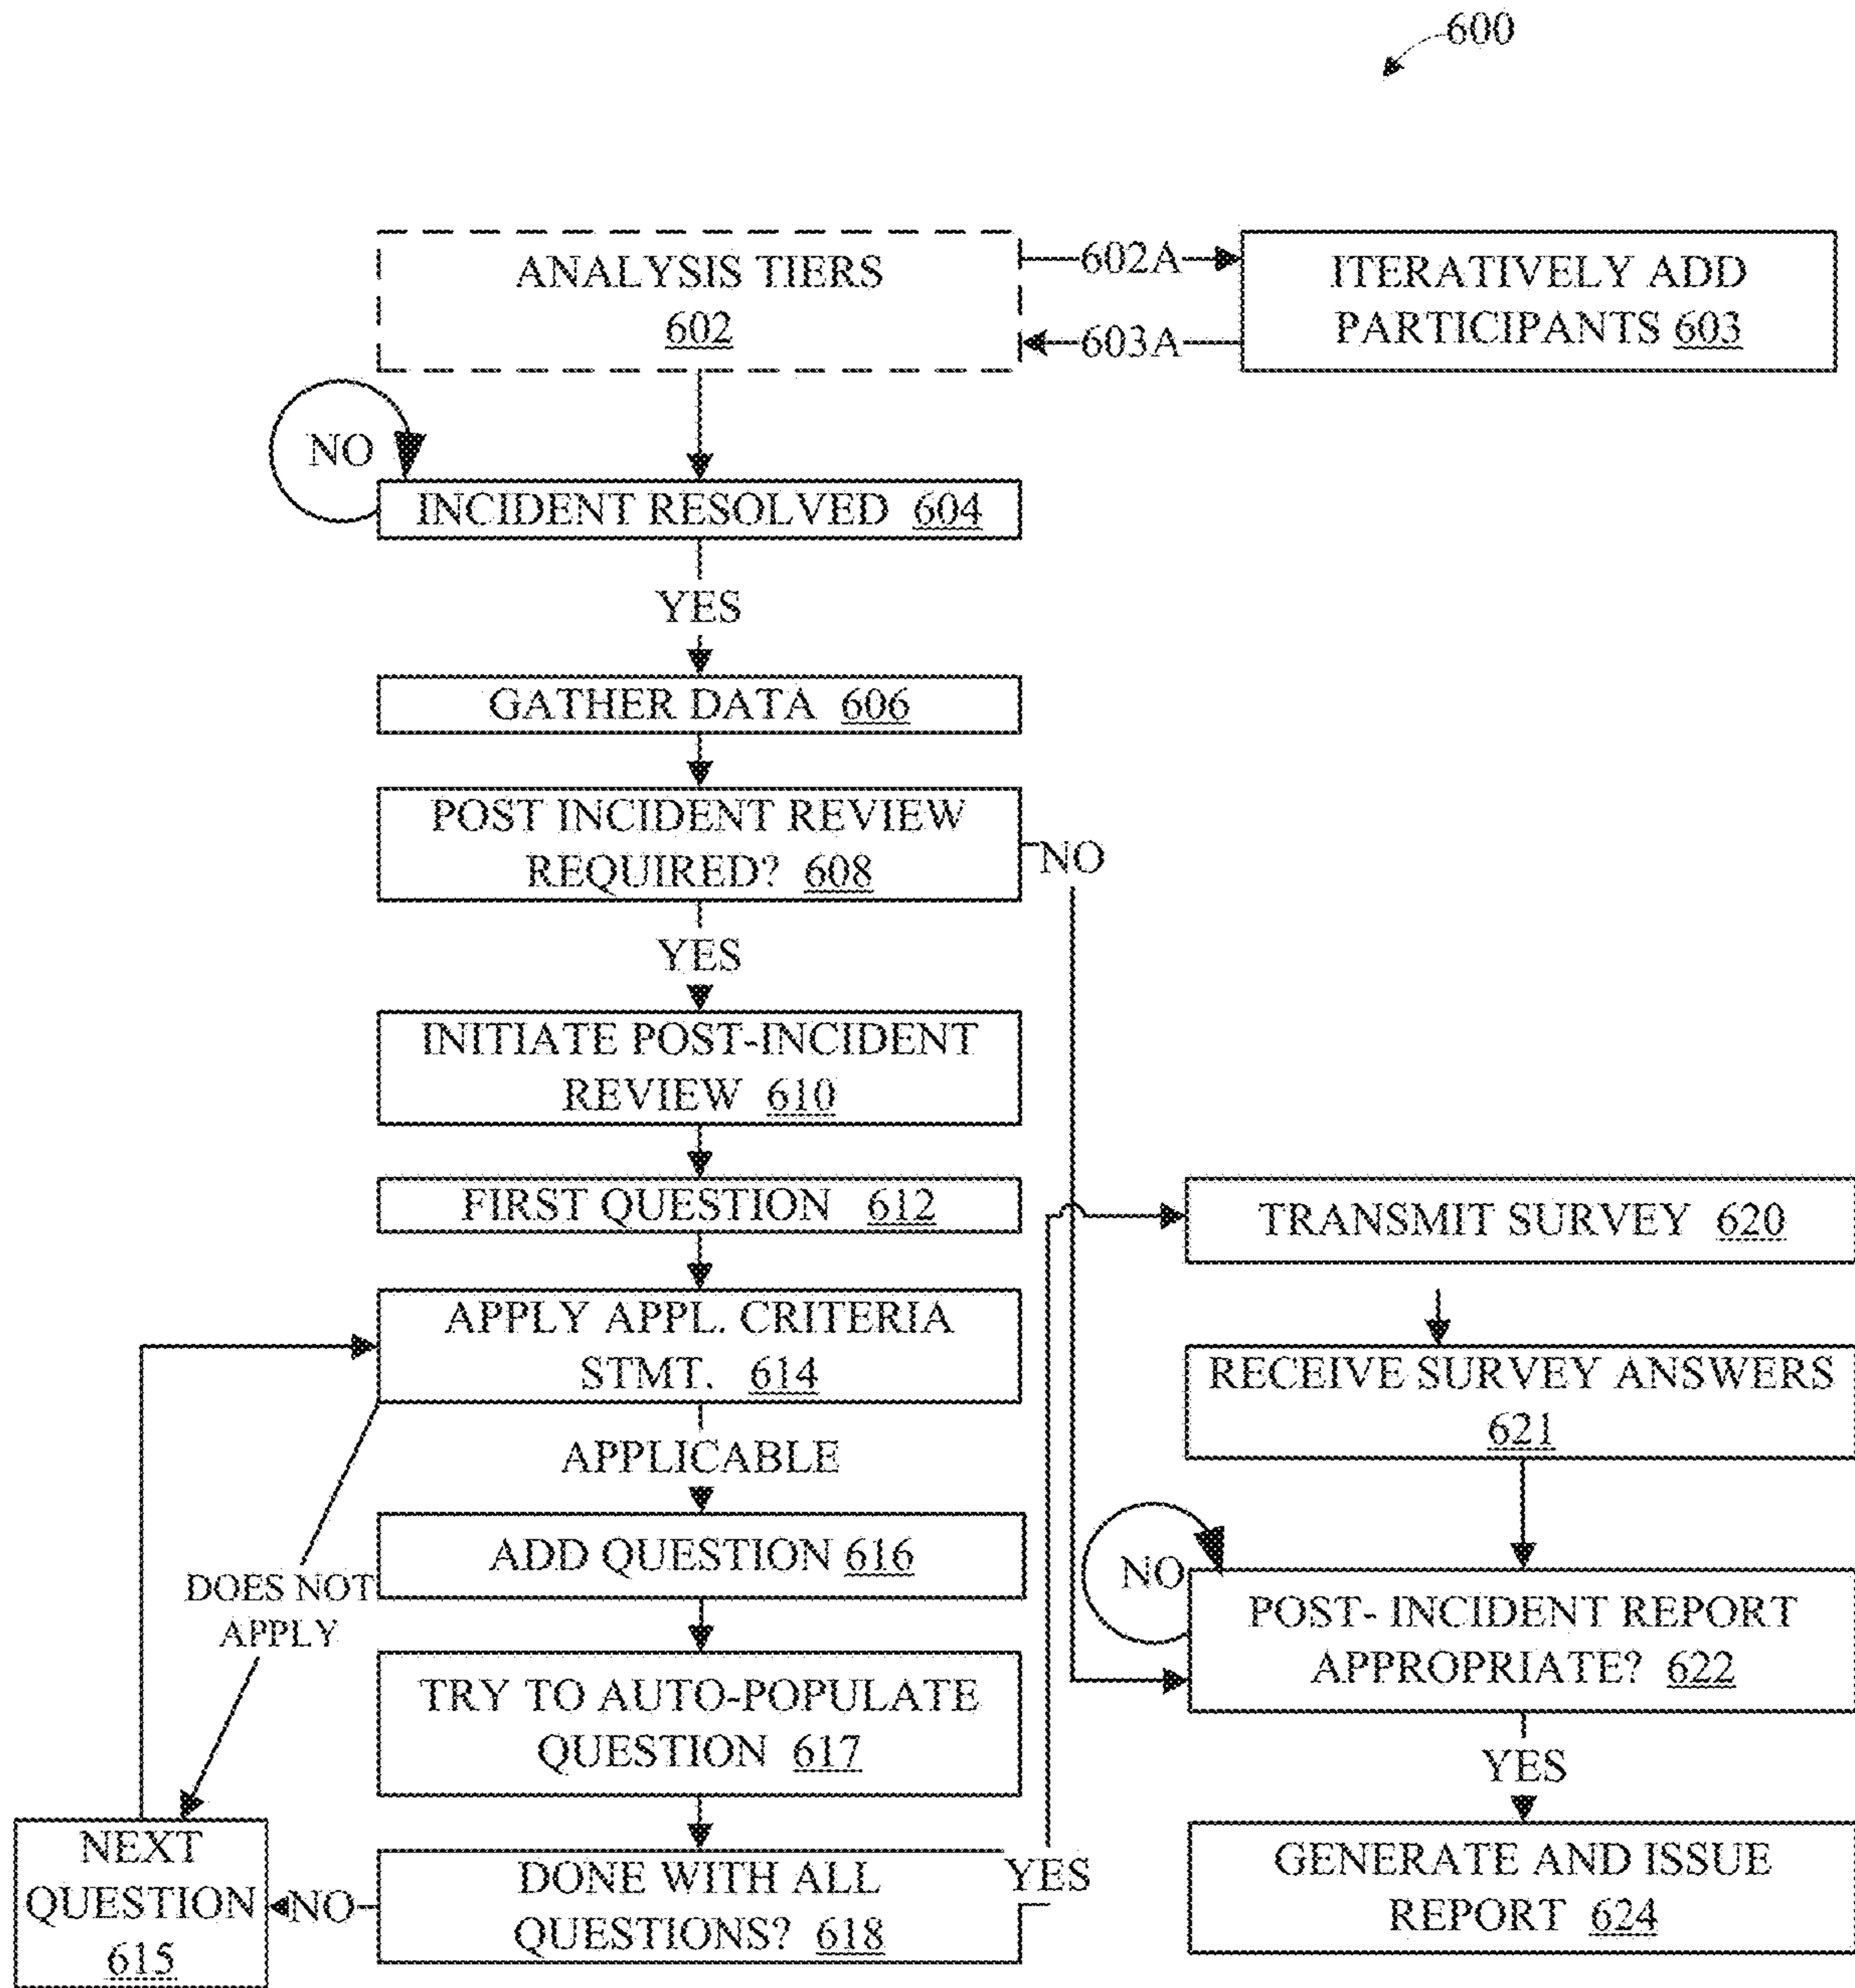 600
ANALYSIS TIERS
602
602A
603A
ITERATIVELY ADD
PARTICIPANTS 603
NO
INCIDENT RESOLVED 604
YES
GATHER DATA 606
POST INCIDENT REVIEW
REQUIRED? 608
NO
YES
INITIATE POST-INCIDENT
REVIEW 610
FIRST QUESTION 612
APPLY APPL. CRITERIA
STMT. 614
APPLICABLE
DOES NOT
APPLY
ADD QUESTION 616
TRY TO AUTO-POPULATE
QUESTION 617
DONE WITH ALL
QUESTIONS? 618
NO
NEXT
QUESTION
615
YES
TRANSMIT SURVEY 620
RECEIVE SURVEY ANSWERS
621
NO
POST- INCIDENT REPORT
APPROPRIATE? 622
YES
GENERATE AND ISSUE
REPORT 624